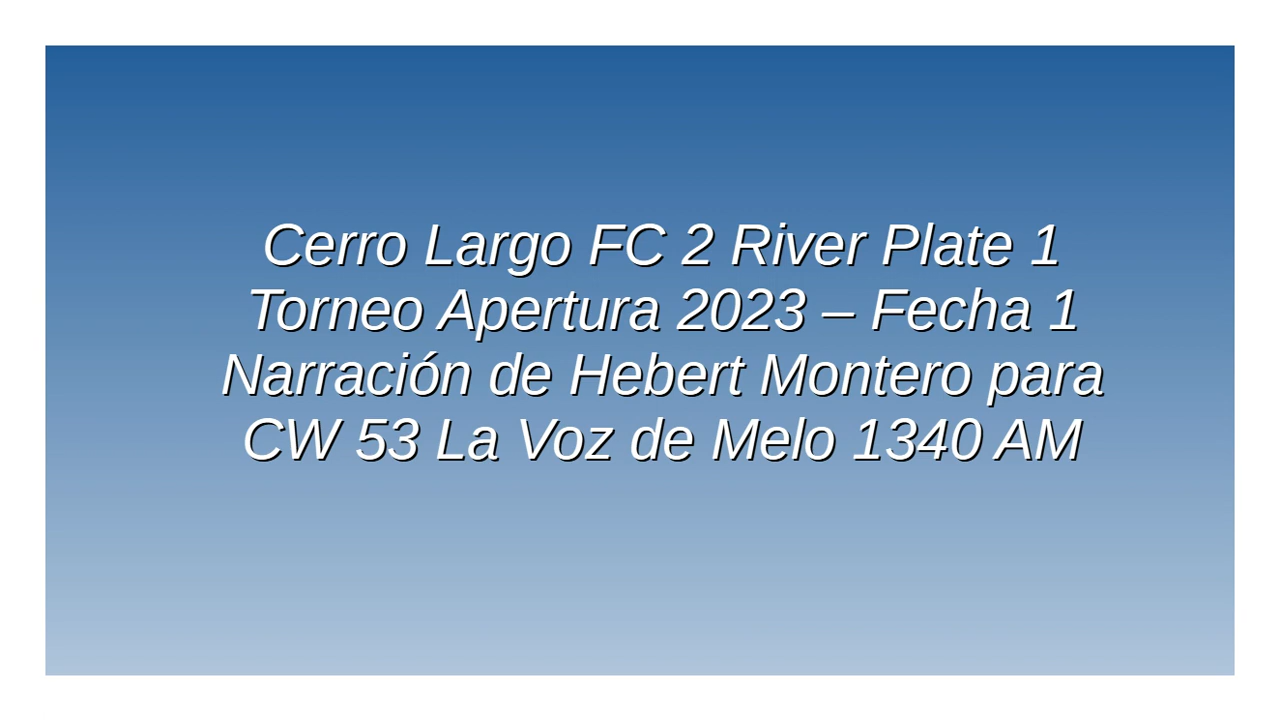 Cerro Largo FC 2 River Plate 1
Torneo Apertura 2023 – Fecha 1
Narración de Hebert Montero para
CW 53 La Voz de Melo 1340 AM